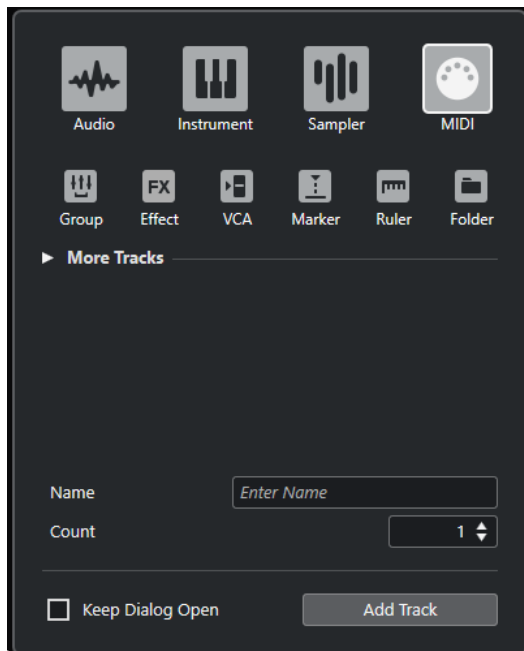 Audio Instrument Sampler MIDI
FX
Group Effect VCA Marker Ruler Folder
More Tracks
Name Enter Name
Count 1
Keep Dialog Open Add Track